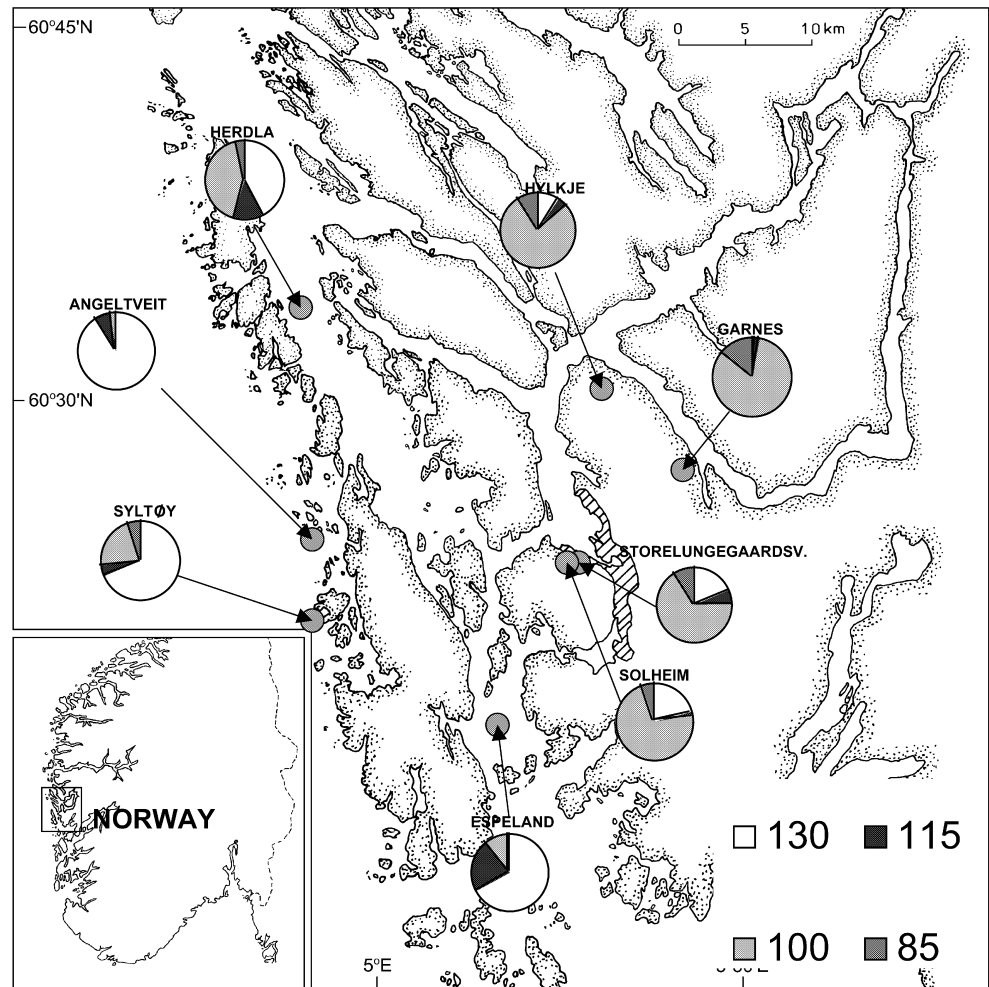 60°45'N
0 5 10 km
HERDLA
HYLKJE
ANGELTVEIT
GARNES
60°30'N
SYLTØY
STORELUNGEGAARDSV.
SOLHEIM
NORWAY
ESPELAND
130 115
100 85
5°E